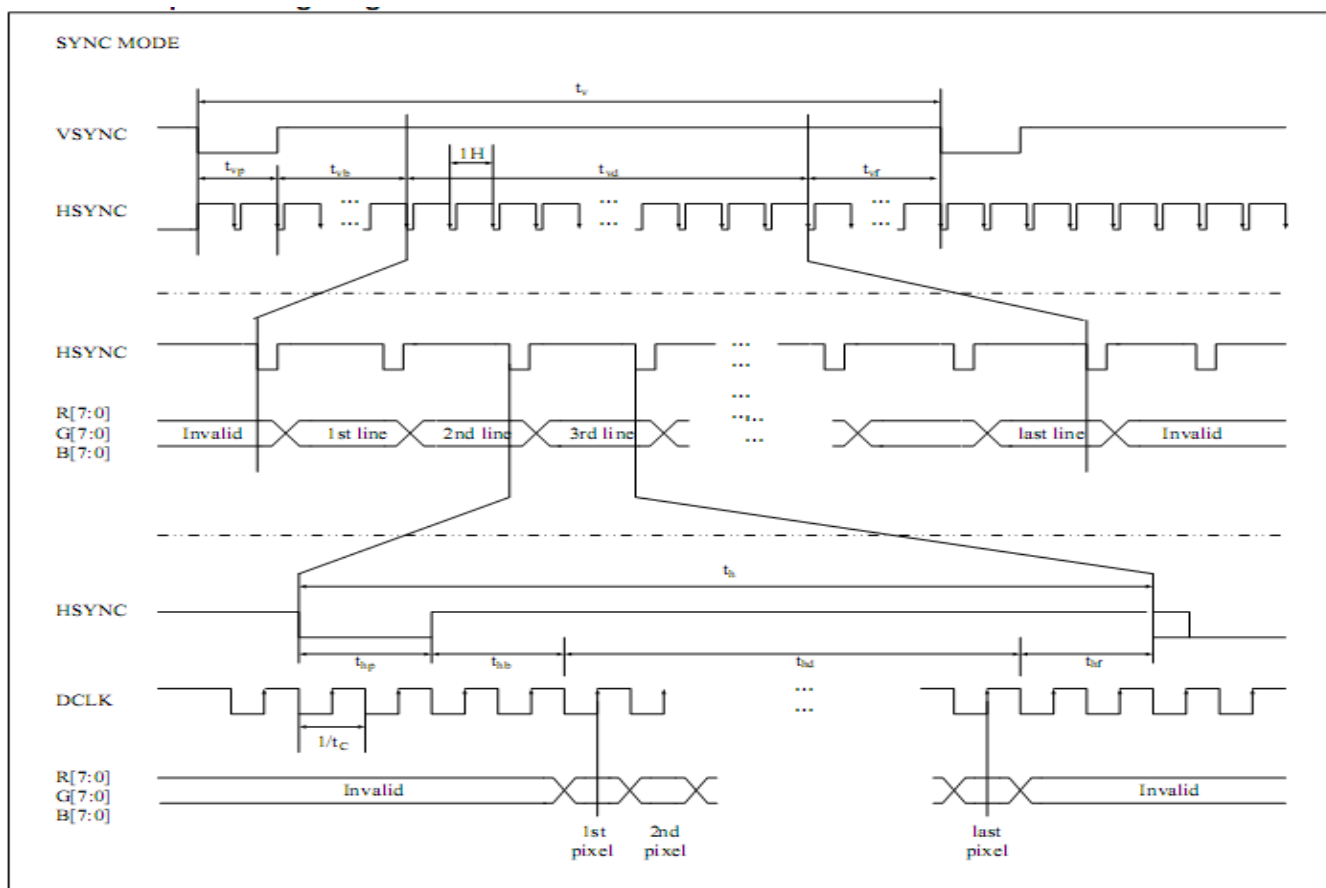 SYNC MODE
tv
VSYNC
1H
tvp
tvb
tvd
tvf
HSYNC
... ... ...
... ... ...
HSYNC
...
...
...
R[7:0]
G[7:0]
B[7:0]
Invalid
1st line
2nd line
3rd line
...
last line
Invalid
th
HSYNC
thp
thb
thd
thf
DCLK
...
...
1/tC
R[7:0]
G[7:0]
B[7:0]
Invalid
Invalid
1st
pixel
2nd
pixel
last
pixel